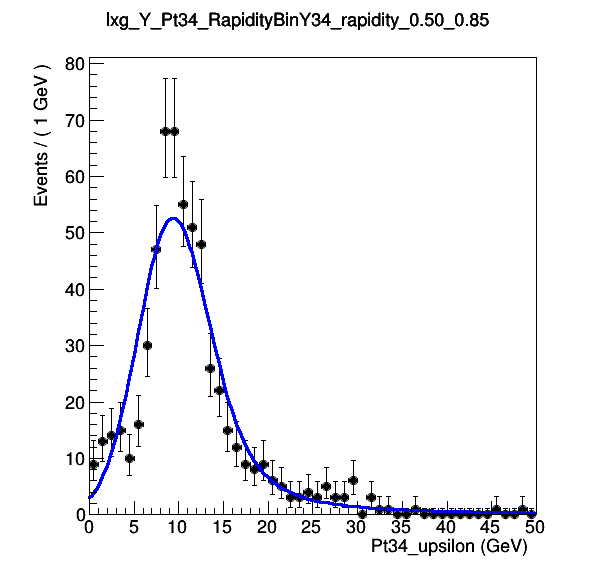 lxg_Y_Pt34_RapidityBinY34_rapidity_0.50_0.85
Events / ( 1 GeV )
80
70
60
50
40
30
20
10
0
0 5 10 15 20 25 30 35 40 45 50
Pt34_upsilon (GeV)